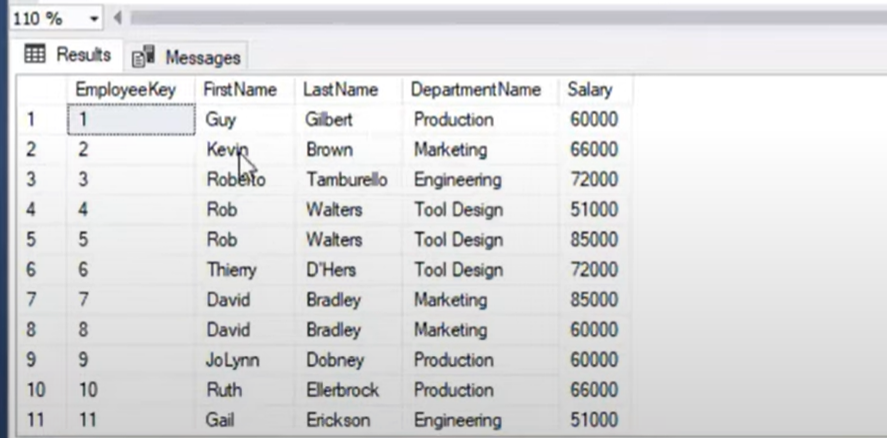 110 %
Results Messages
EmployeeKey FirstName LastName DepartmentName Salary
1 1 Guy Gilbert Production 60000
2 2 Kevin Brown Marketing 66000
3 3 Roberto Tamburello Engineering 72000
4 4 Rob Walters Tool Design 51000
5 5 Rob Walters Tool Design 85000
6 6 Thierry D'Hers Tool Design 72000
7 7 David Bradley Marketing 85000
8 8 David Bradley Marketing 60000
9 9 JoLynn Dobney Production 60000
10 10 Ruth Ellerbrock Production 66000
11 11 Gail Erickson Engineering 51000